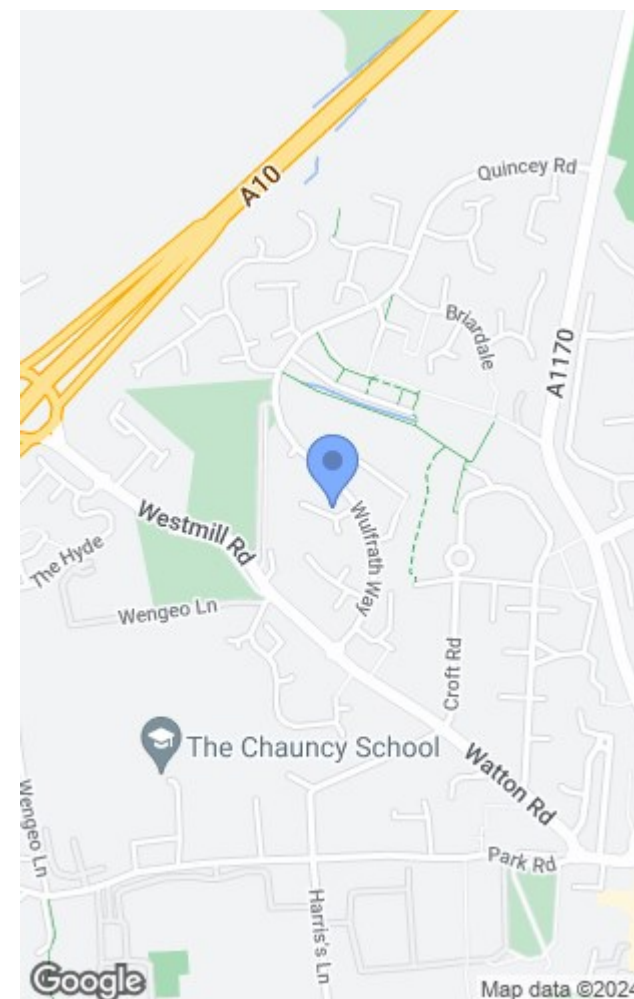 Quincey Rd
A10
Briardale
A1170
Westmill Rd
Wulfrath Way
The Hyde
Wengeo Ln
Croft Rd
The Chauncy School
Watton Rd
Wengeo Ln
Park Rd
Harris's Ln
Google
Map data ©2024